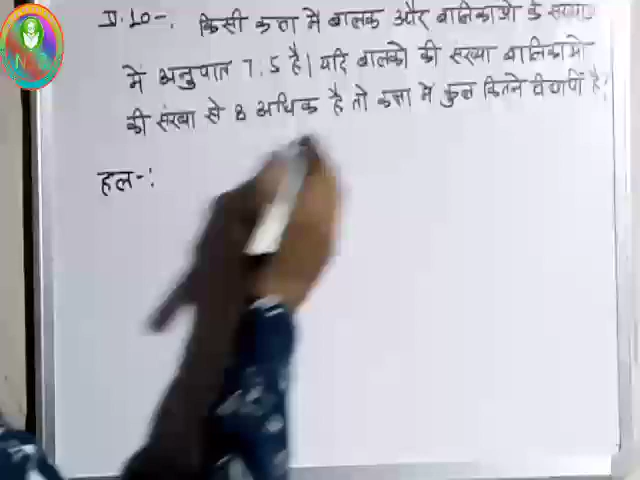 प्र.10-: किसी कक्षा में बालक और बालिकाओं के संख्या
में अनुपात 7:5 है। यदि बालकों की संख्या बालिकाओं
की संख्या से 8 अधिक है तो कक्षा में कुल कितने विद्यार्थी है?
हल-: